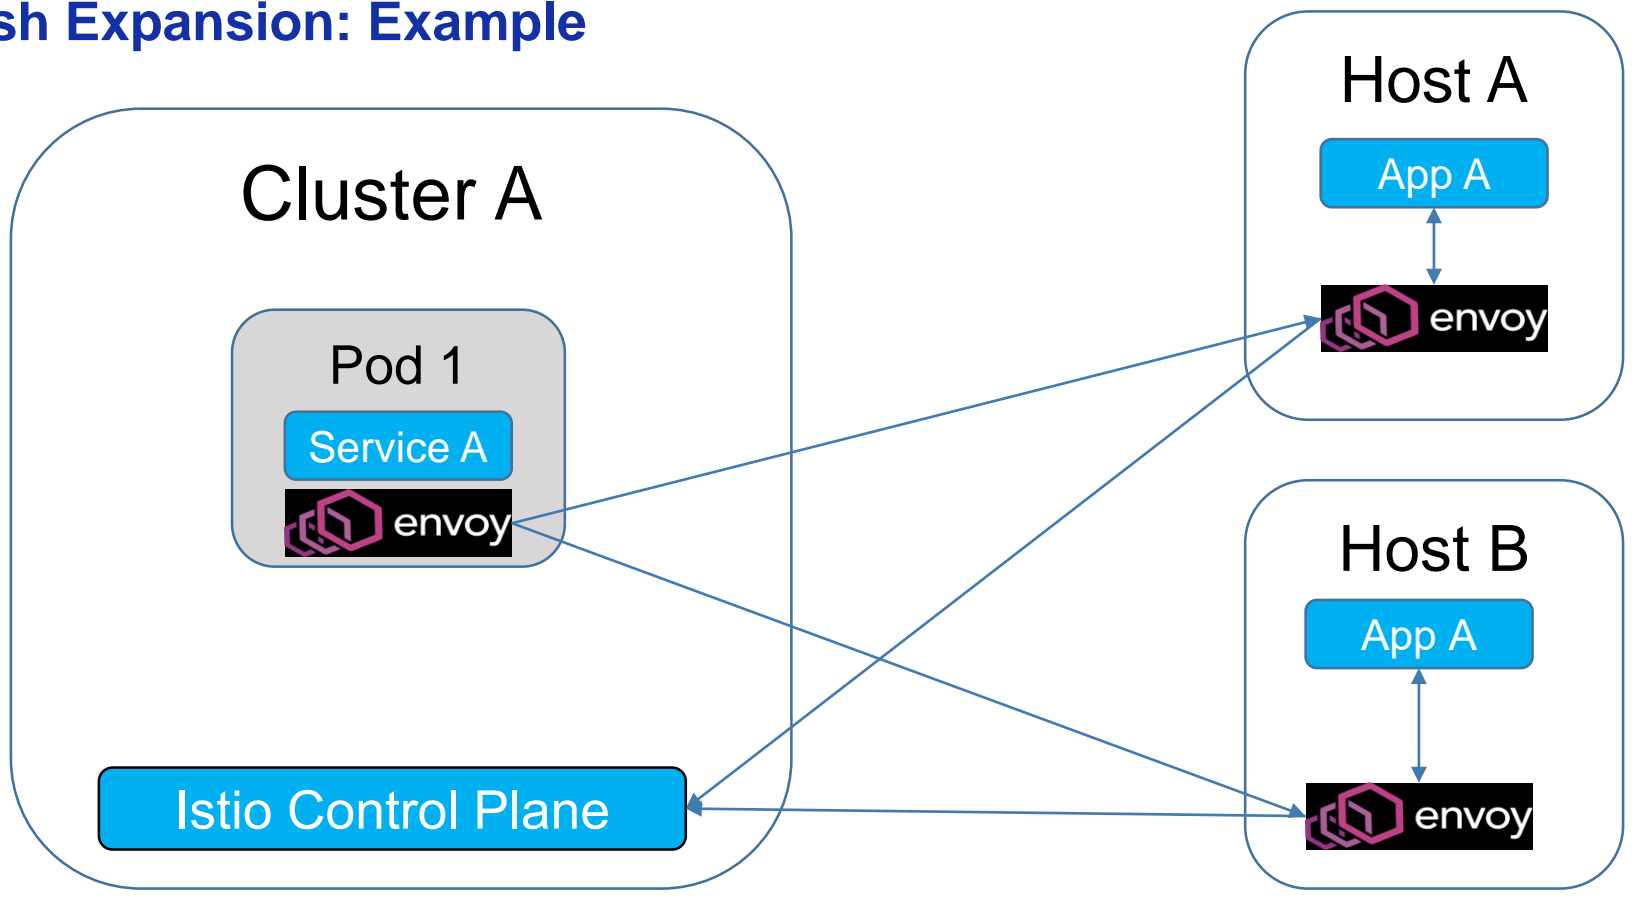 sh Expansion: Example
Cluster A
Pod 1
Service A
envoy
Istio Control Plane
Host A
App A
envoy
Host B
App A
envoy